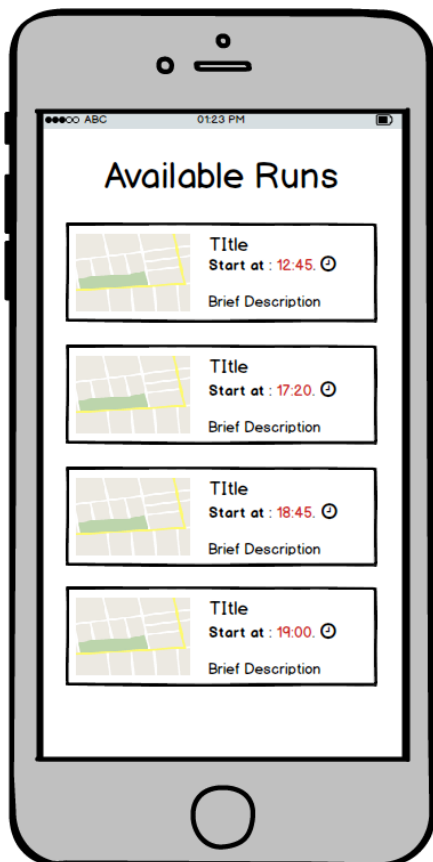 ABC 01:23 PM
Available Runs
TItle
Start at : 12:45.
Brief Description
TItle
Start at : 17:20.
Brief Description
TItle
Start at : 18:45.
Brief Description
TItle
Start at : 19:00.
Brief Description